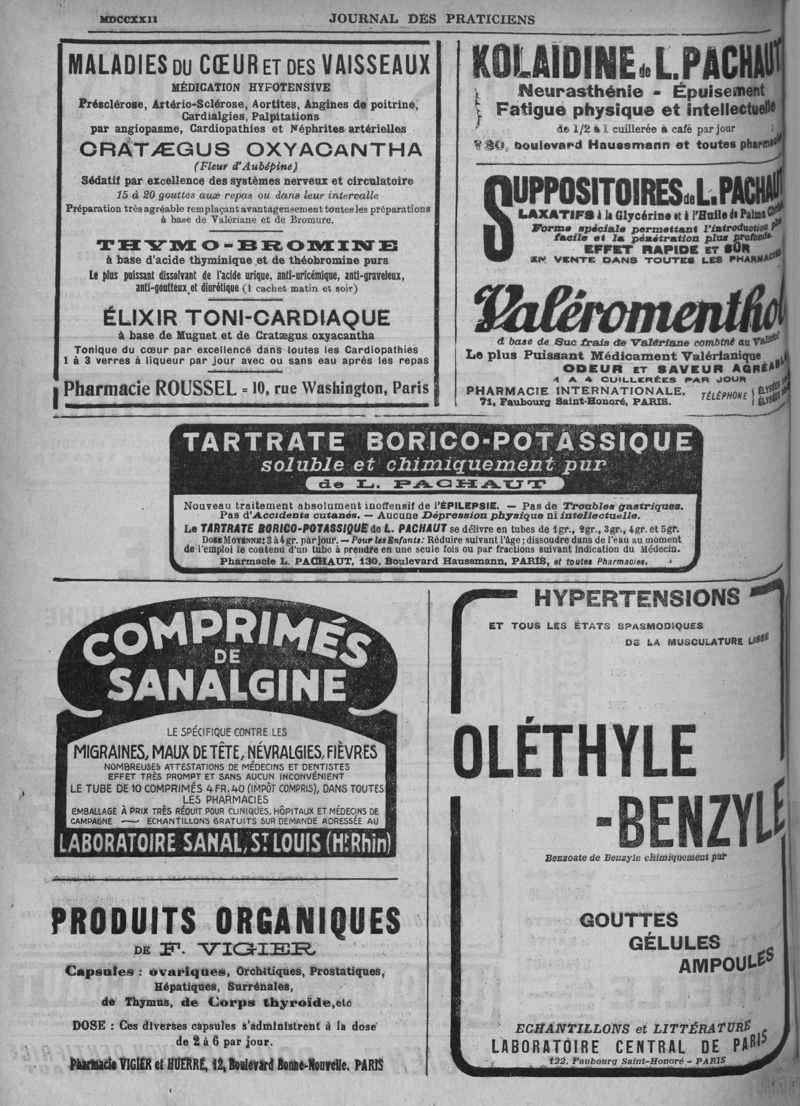 MDCCXXII
JOURNAL DES PRATICIENS
MALADIES DU CŒUR ET DES VAISSEAUX
MÉDICATION HYPOTENSIVE
Présclérose, Artério-Sclérose, Aortites, Angines de poitrine,
Cardialgies, Palpitations
par angiopasme, Cardiopathies et Néphrites artérielles
CRATÆGUS OXYACANTHA
(Fleur d'Aubépine)
Sédatif par excellence des systèmes nerveux et circulatoire
15 à 20 gouttes aux repas ou dans leur intervalle
Préparation très agréable remplaçant avantageusement toutes les préparations
à base de Valériane et de Bromure.
THYMO-BROMINE
à base d'acide thyminique et de théobromine purs
Le plus puissant dissolvant de l'acide urique, anti-uricémique, anti-graveleux,
anti-goutteux et diurétique (1 cachet matin et soir)
ÉLIXIR TONI-CARDIAQUE
à base de Muguet et de Cratægus oxyacantha
Tonique du cœur par excellence dans toutes les Cardiopathies
1 à 3 verres à liqueur par jour avec ou sans eau après les repas
Pharmacie ROUSSEL = 10, rue Washington, Paris
KOLAÏDINE de L. PACHAUT
Neurasthénie - Épuisement
Fatigue physique et intellectuelle
de 1/2 à 1 cuillerée à café par jour
130, boulevard Haussmann et toutes pharmacies
SUPPOSITOIRES de L. PACHAUT
LAXATIFS à la Glycérine et à l'Huile de Palma Christi
Forme spéciale permettant l'introduction plus
facile et la pénétration plus profonde.
EFFET RAPIDE ET SÛR
EN VENTE DANS TOUTES LES PHARMACIES
Valéromenthol
à base de Suc frais de Valériane combiné au Validol
Le plus Puissant Médicament Valérianique
ODEUR ET SAVEUR AGRÉABLES
1 A 4 CUILLERÉES PAR JOUR
PHARMACIE INTERNATIONALE,
71, Faubourg Saint-Honoré, PARIS.
TÉLÉPHONE
ÉLYSÉES
ÉLYSÉES
TARTRATE BORICO-POTASSIQUE
soluble et chimiquement pur
de L. PACHAUT
Nouveau traitement absolument inoffensif de l'ÉPILEPSIE. — Pas de Troubles gastriques.
Pas d'Accidents cutanés. — Aucune Dépression physique ni intellectuelle.
Le TARTRATE BORICO-POTASSIQUE de L. PACHAUT se délivre en tubes de 1gr., 2gr., 3gr., 4gr. et 5gr.
DOSE MOYENNE: 3 à 4 gr. par jour. — Pour les Enfants: Réduire suivant l'âge; dissoudre dans de l'eau au moment
de l'emploi le contenu d'un tube à prendre en une seule fois ou par fractions suivant indication du Médecin.
Pharmacie L. PACHAUT, 130, Boulevard Haussmann, PARIS, et toutes Pharmacies.
COMPRIMÉS
DE
SANALGINE
LE SPÉCIFIQUE CONTRE LES
MIGRAINES, MAUX DE TÊTE, NÉVRALGIES, FIÈVRES
NOMBREUSES ATTESTATIONS DE MÉDECINS ET DENTISTES
EFFET TRÈS PROMPT ET SANS AUCUN INCONVÉNIENT
LE TUBE DE 10 COMPRIMÉS 4 FR. 40 (IMPÔT COMPRIS), DANS TOUTES
LES PHARMACIES
EMBALLAGE À PRIX TRÈS RÉDUIT POUR CLINIQUES, HÔPITAUX ET MÉDECINS DE
CAMPAGNE — ECHANTILLONS GRATUITS SUR DEMANDE ADRESSÉE AU
LABORATOIRE SANAL, ST LOUIS (HT Rhin)
PRODUITS ORGANIQUES
DE F. VIGIER
Capsules : ovariques, Orchitiques, Prostatiques,
Hépatiques, Surrénales,
de Thymus, de Corps thyroïde, etc
DOSE : Ces diverses capsules s'administrent à la dose
de 2 à 6 par jour.
Pharmacie VIGIER et HUERRE, 12, Boulevard Bonne-Nouvelle, PARIS
HYPERTENSIONS
ET TOUS LES ÉTATS SPASMODIQUES
DE LA MUSCULATURE LISSE
OLÉTHYLE
-BENZYLE
Benzoate de Benzyle chimiquement pur
GOUTTES
GÉLULES
AMPOULES
ECHANTILLONS et LITTÉRATURE
LABORATOIRE CENTRAL DE PARIS
122, Faubourg Saint-Honoré - PARIS